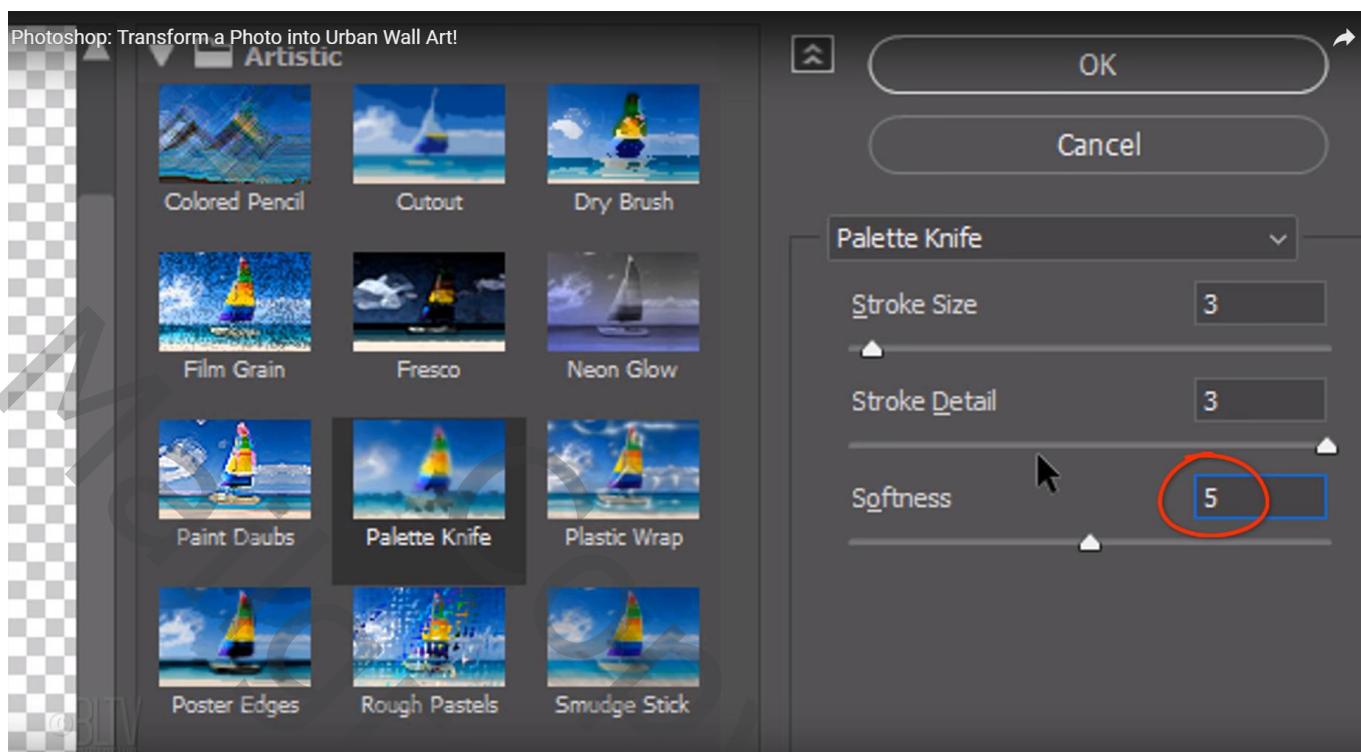 Photoshop: Transform a Photo into Urban Wall Art!
Artistic
Colored Pencil
Cutout
Dry Brush
Film Grain
Fresco
Neon Glow
Paint Daubs
Palette Knife
Plastic Wrap
Poster Edges
Rough Pastels
Smudge Stick
OK
Cancel
Palette Knife
Stroke Size 3
Stroke Detail 3
Softness 5
©BLTV